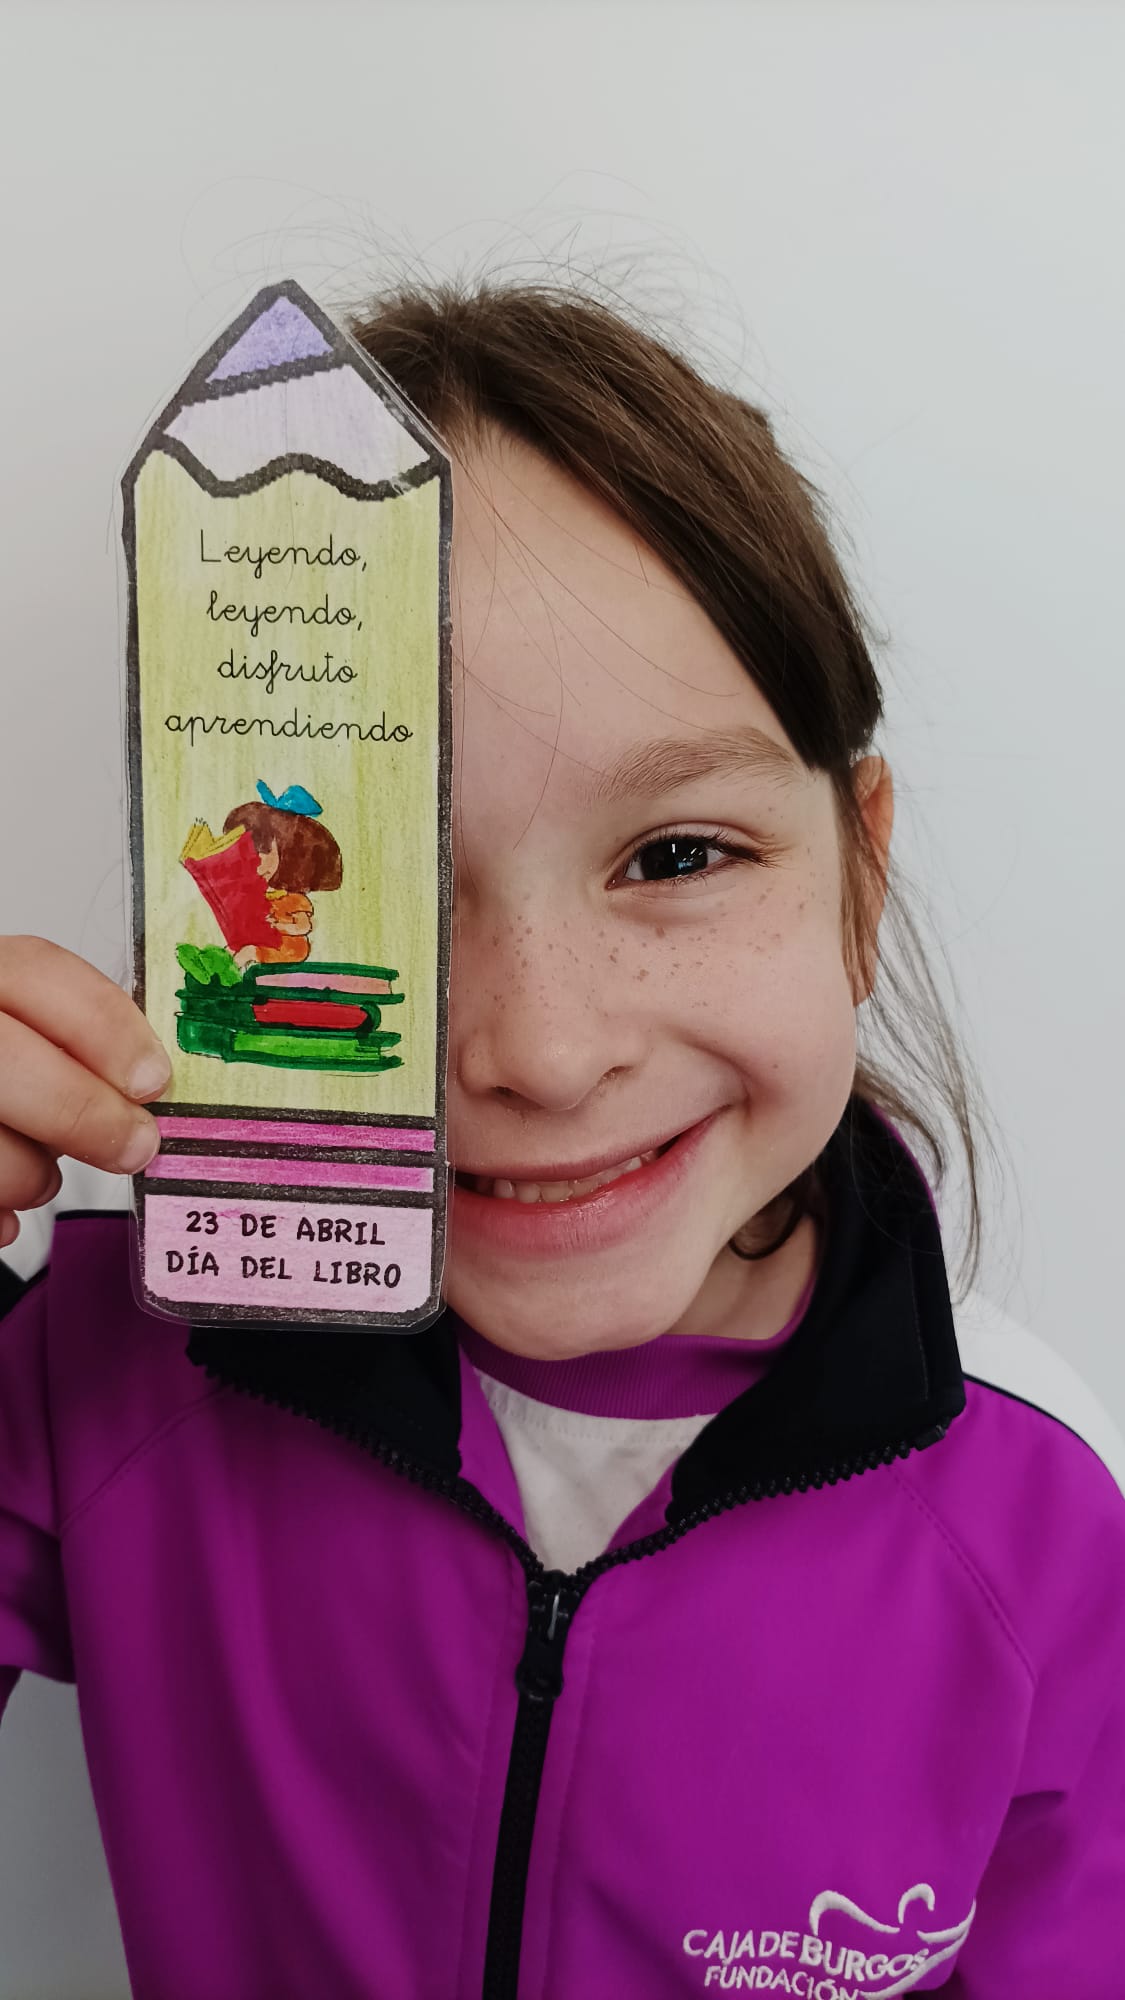 Leyendo,
leyendo,
disfruto
aprendiendo
23 DE ABRIL
DÍA DEL LIBRO
CAJADEBURGOS
FUNDACIÓN